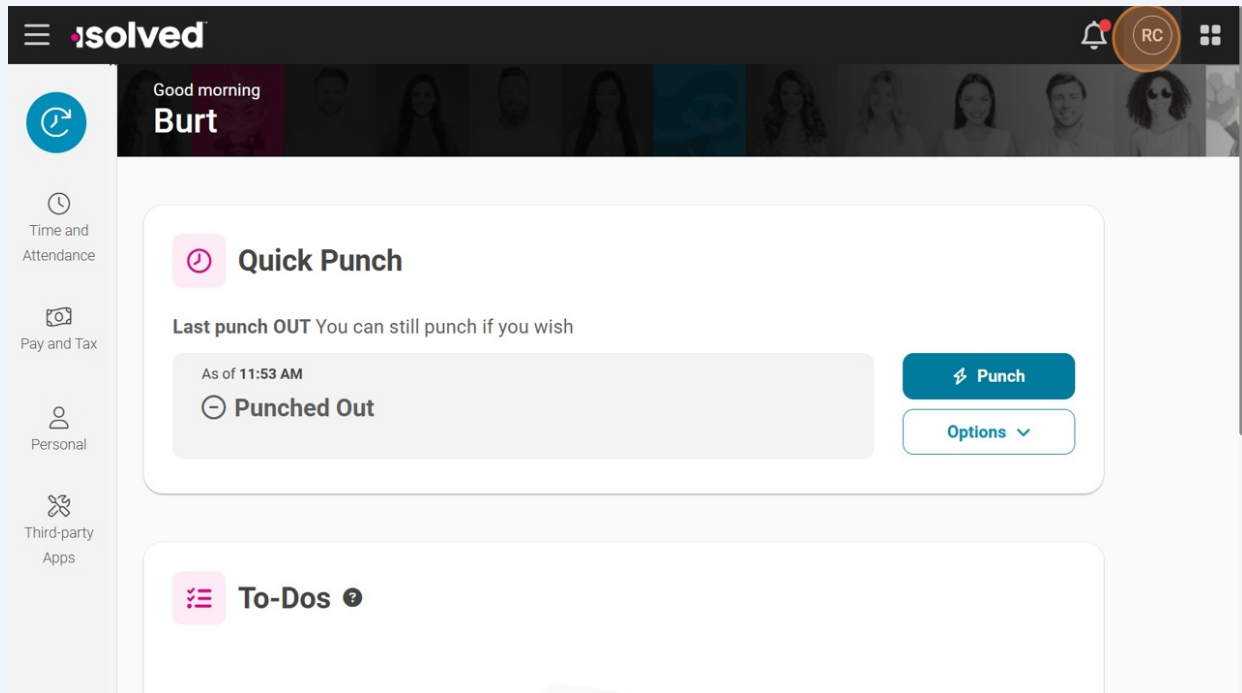 isolved
RC
Good morning
Burt
Time and
Attendance
Pay and Tax
Personal
Third-party
Apps
Quick Punch
Last punch OUT You can still punch if you wish
As of 11:53 AM
Punched Out
Punch
Options
To-Dos ?